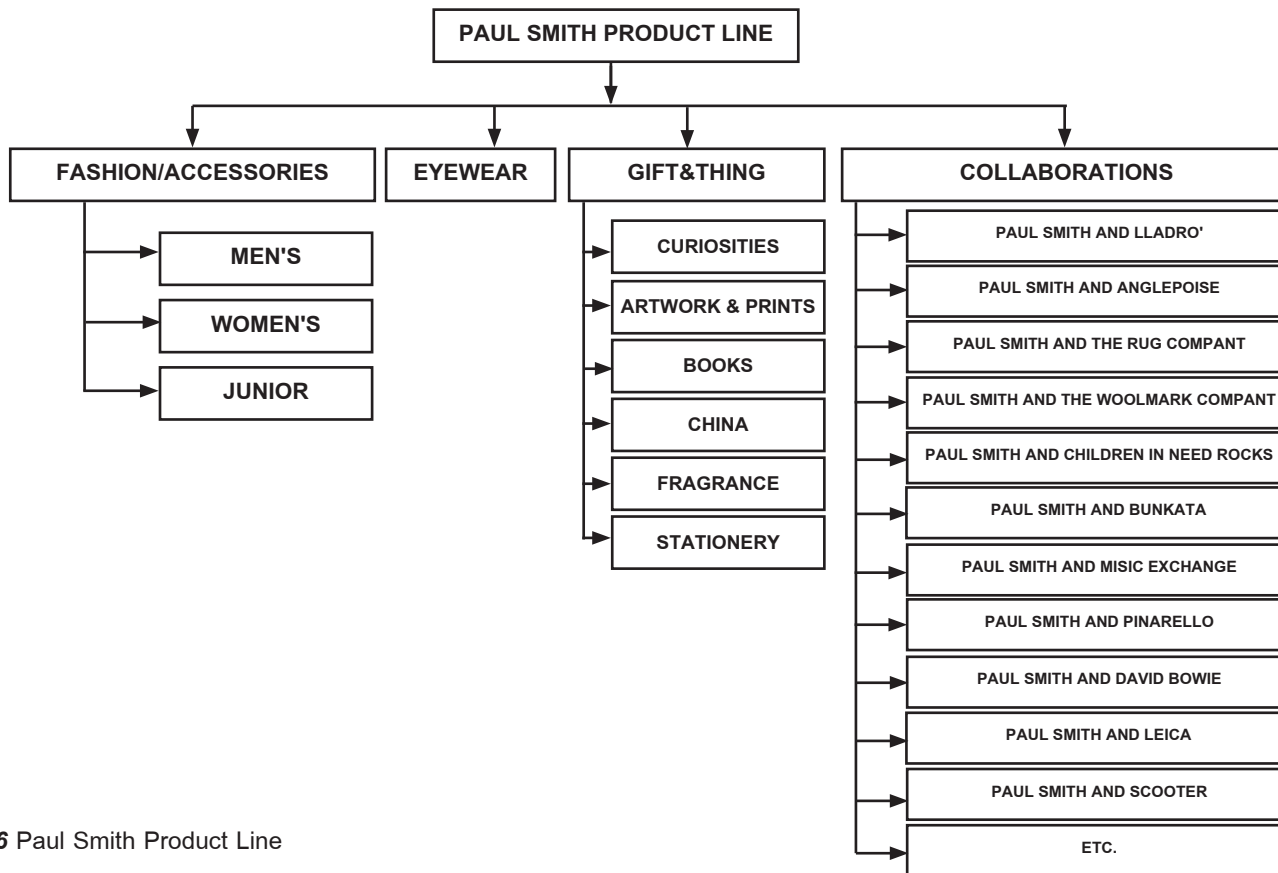 PAUL SMITH PRODUCT LINE
FASHION/ACCESSORIES
EYEWEAR
GIFT&THING
COLLABORATIONS
MEN'S
WOMEN'S
JUNIOR
CURIOSITIES
ARTWORK & PRINTS
BOOKS
CHINA
FRAGRANCE
STATIONERY
PAUL SMITH AND LLADRO'
PAUL SMITH AND ANGLEPOISE
PAUL SMITH AND THE RUG COMPANT
PAUL SMITH AND THE WOOLMARK COMPANT
PAUL SMITH AND CHILDREN IN NEED ROCKS
PAUL SMITH AND BUNKATA
PAUL SMITH AND MISIC EXCHANGE
PAUL SMITH AND PINARELLO
PAUL SMITH AND DAVID BOWIE
PAUL SMITH AND LEICA
PAUL SMITH AND SCOOTER
ETC.
6 Paul Smith Product Line